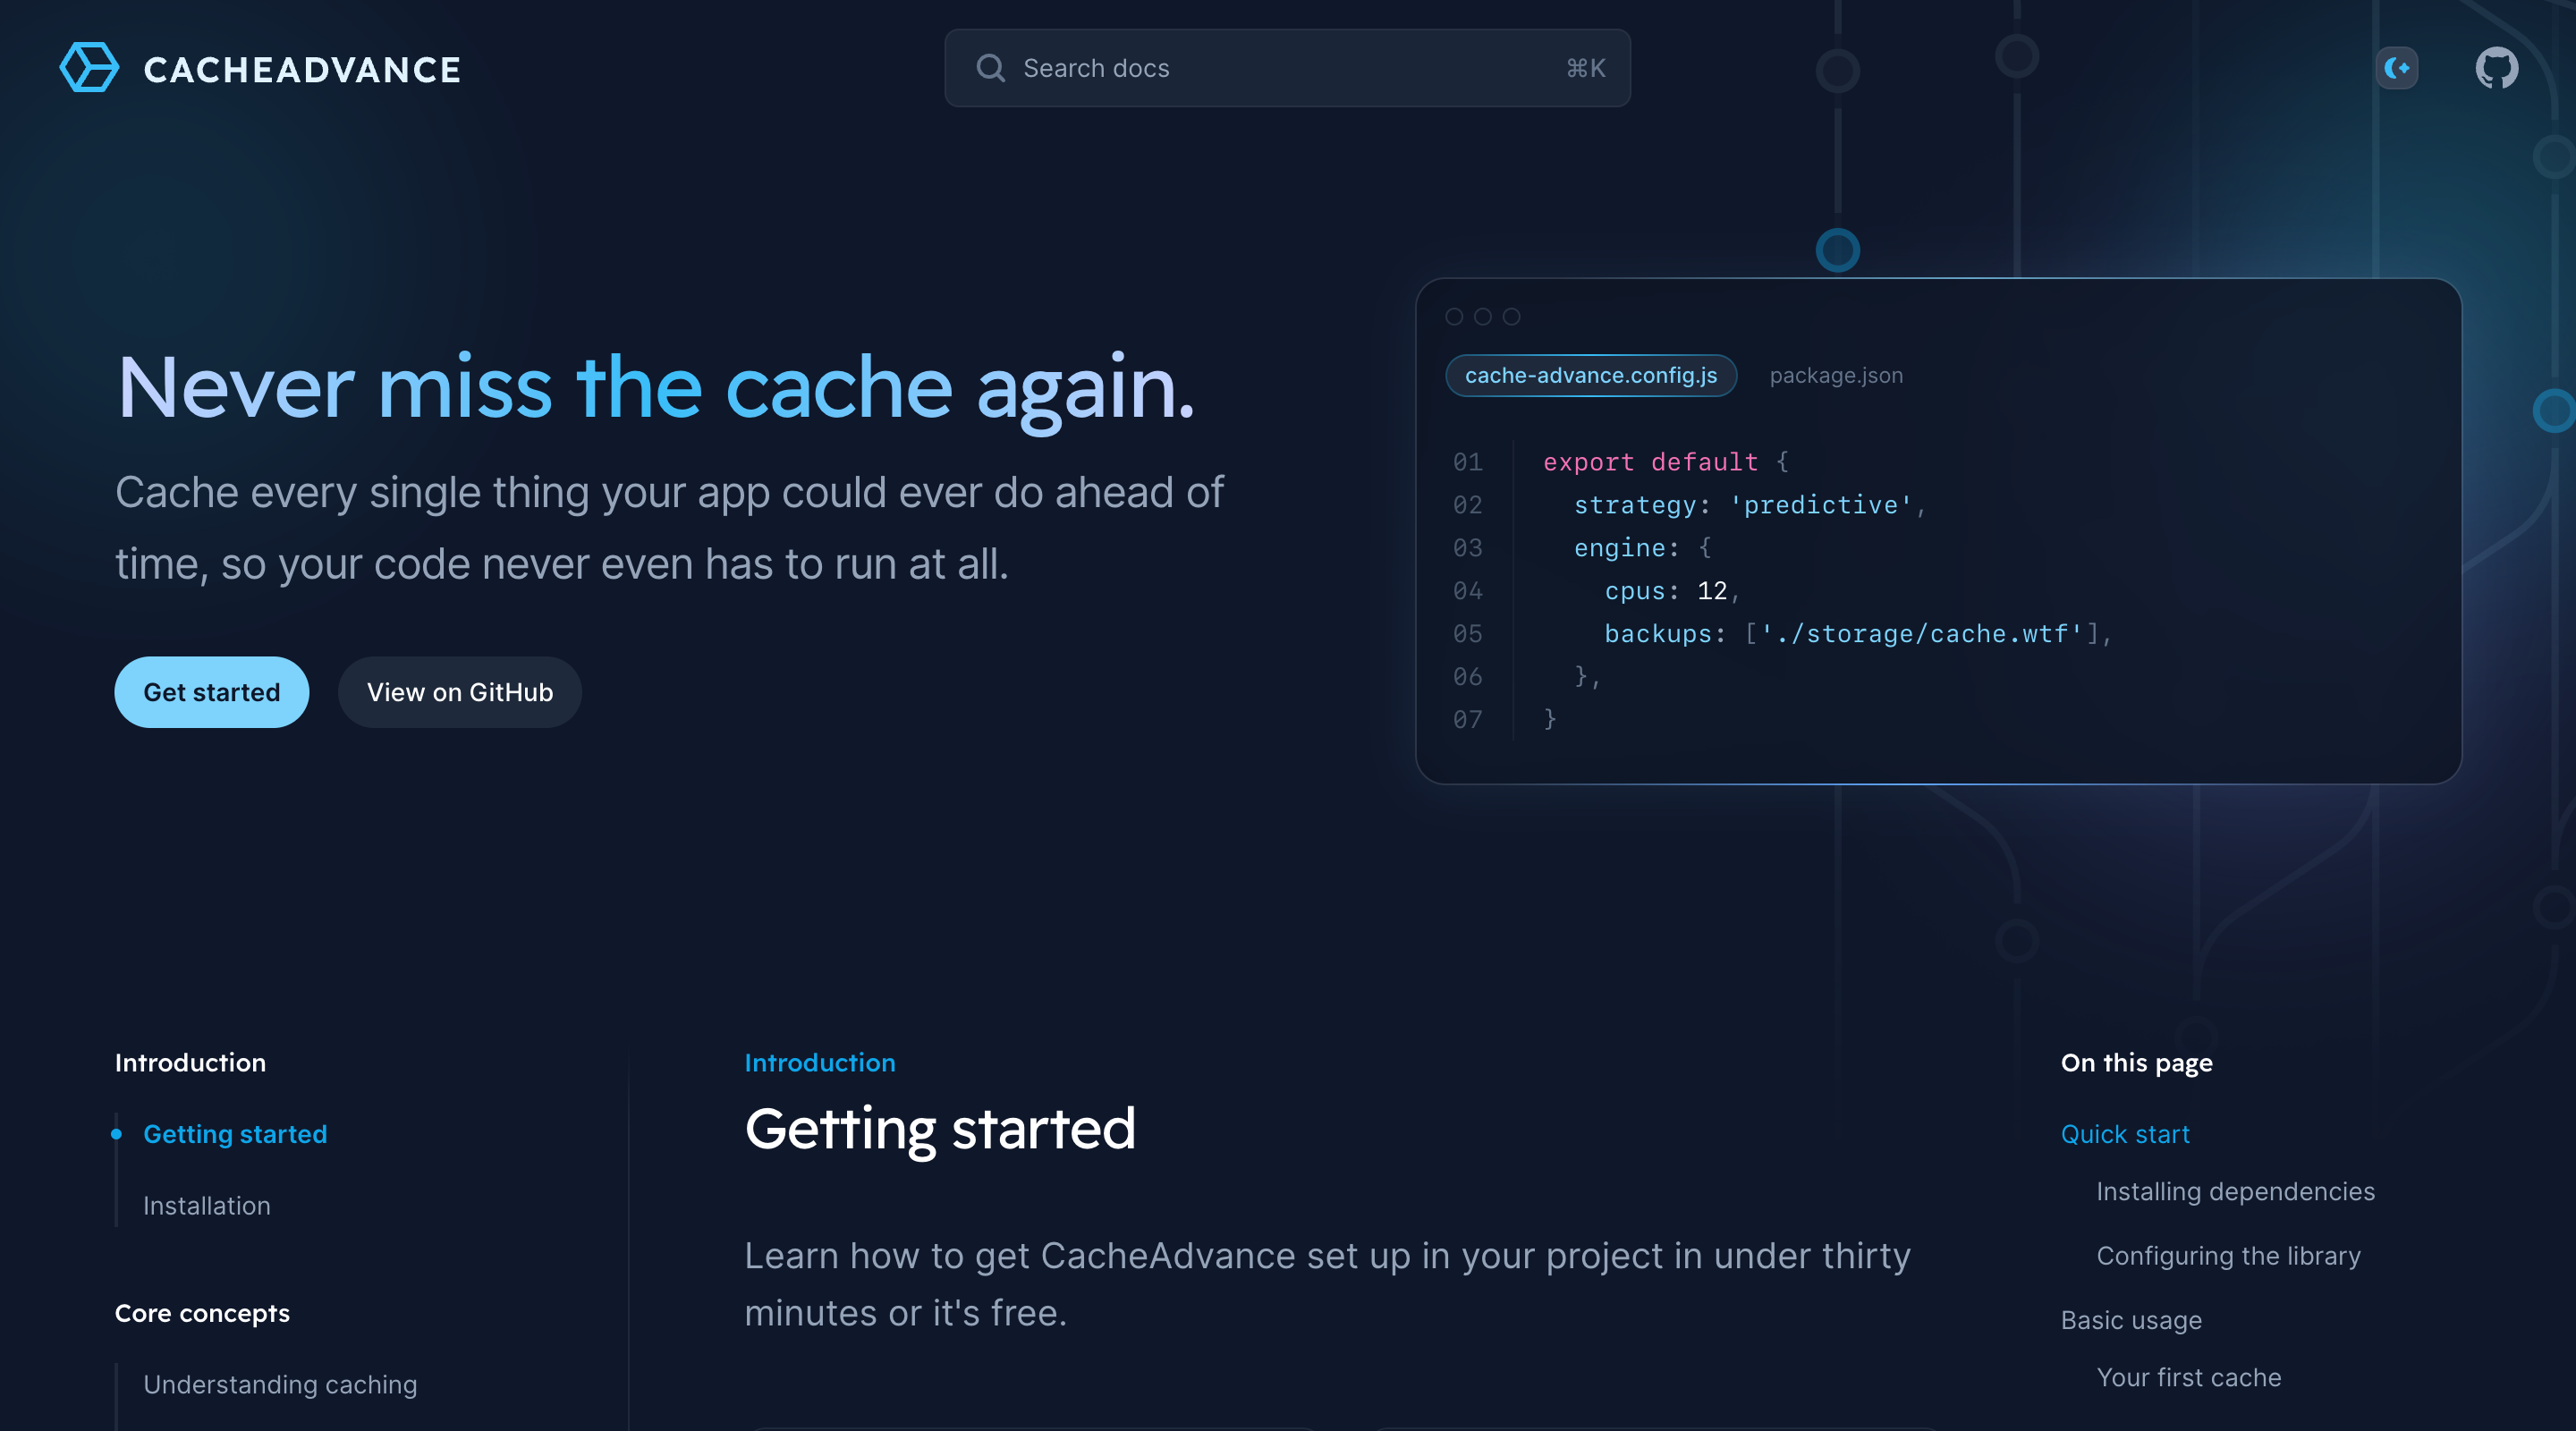 CACHEADVANCE
Search docs
⌘K
Never miss the cache again.
Cache every single thing your app could ever do ahead of
time, so your code never even has to run at all.
Get started
View on GitHub
cache-advance.config.js
package.json
01 export default {
02   strategy: 'predictive',
03   engine: {
04     cpus: 12,
05     backups: ['./storage/cache.wtf'],
06   },
07 }
Introduction
Getting started
Installation
Core concepts
Understanding caching
Introduction
Getting started
Learn how to get CacheAdvance set up in your project in under thirty
minutes or it's free.
On this page
Quick start
Installing dependencies
Configuring the library
Basic usage
Your first cache